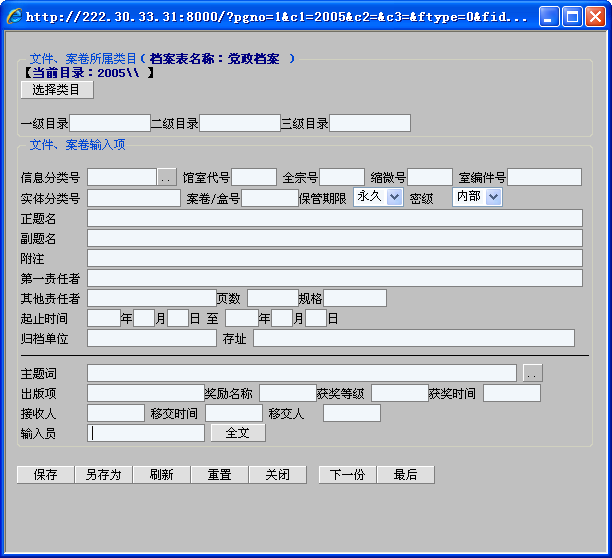 http://222.30.33.31:8000/?pgno=1&c1=2005&c2=&c3=&ftype=0&fid...
文件、案卷所属类目(档案表名称：党政档案 )
【当前目录：2005\\ 】
选择类目
一级目录 二级目录 三级目录
文件、案卷输入项
信息分类号 .. 馆室代号 全宗号 缩微号 室编件号
实体分类号 案卷/盒号 保管期限 永久 密级 内部
正题名
副题名
附注
第一责任者
其他责任者 页数 规格
起止时间 年 月 日 至 年 月 日
归档单位 存址
主题词 ..
出版项 奖励名称 获奖等级 获奖时间
接收人 移交时间 移交人
输入员 全文
保存 另存为 刷新 重置 关闭 下一份 最后